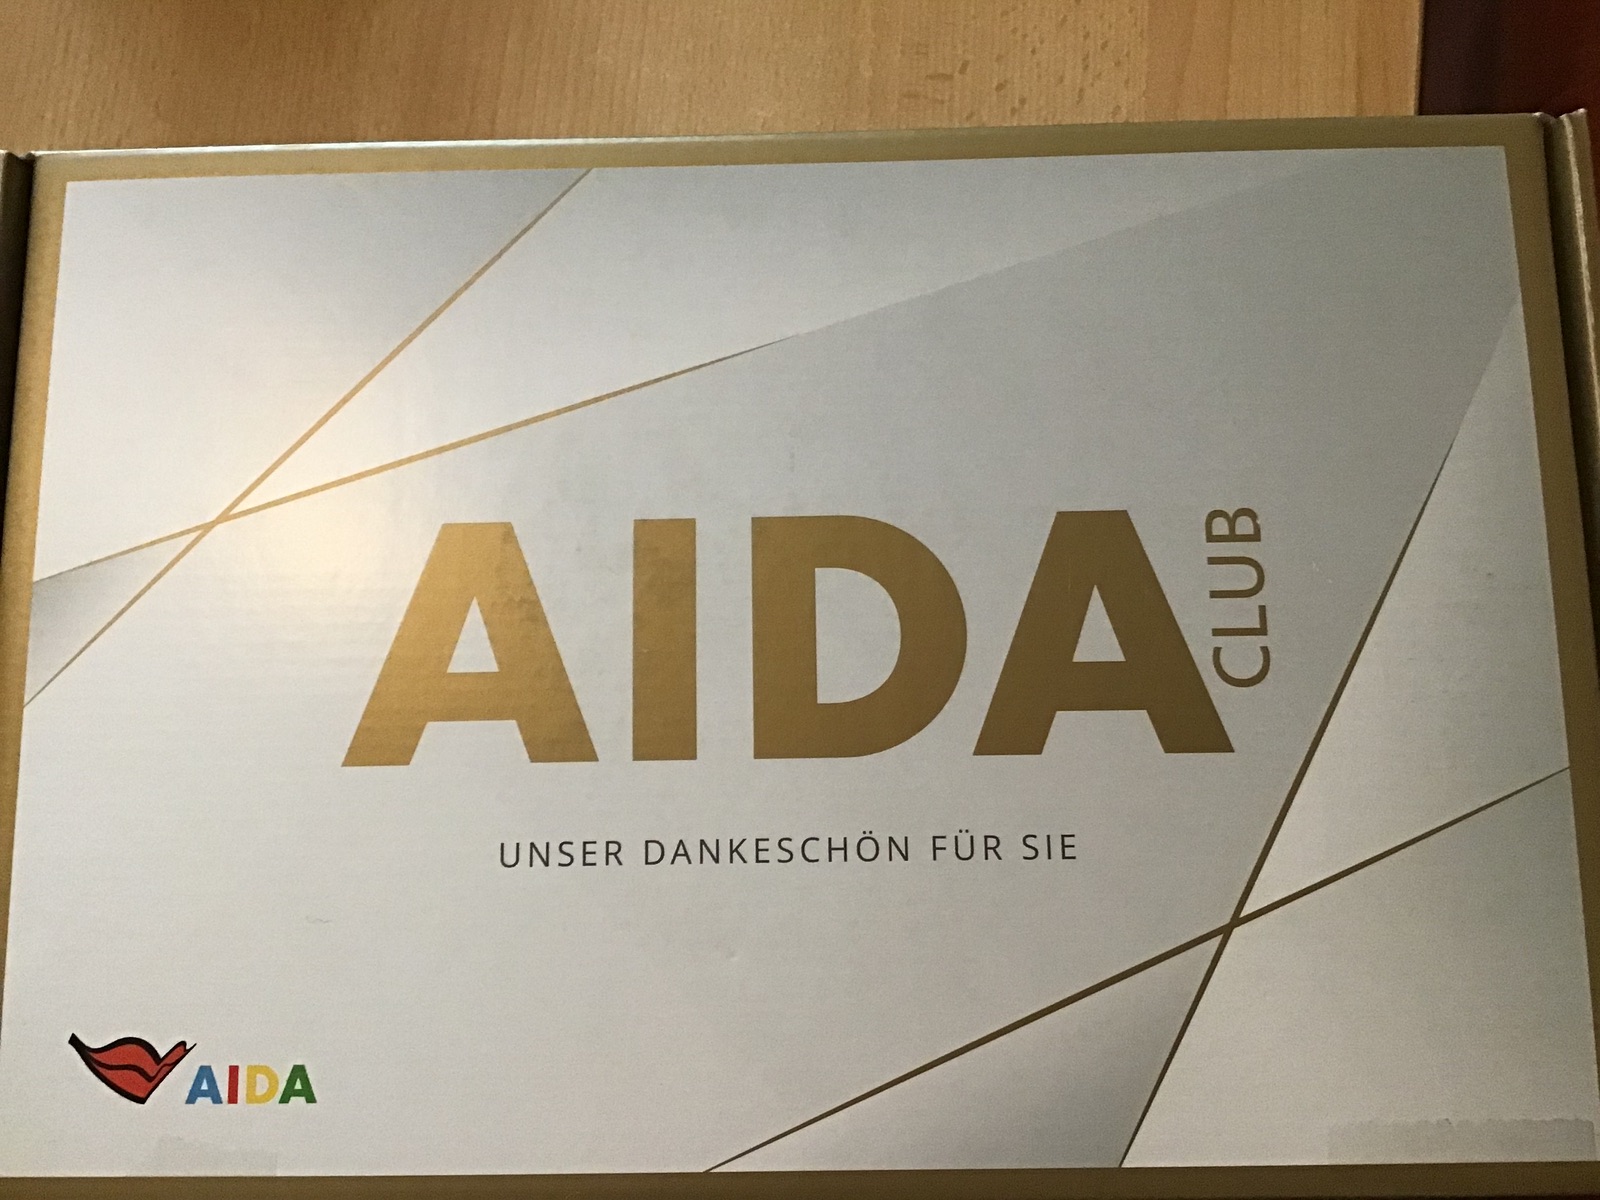 AIDA
CLUB
UNSER DANKESCHÖN FÜR SIE
AIDA